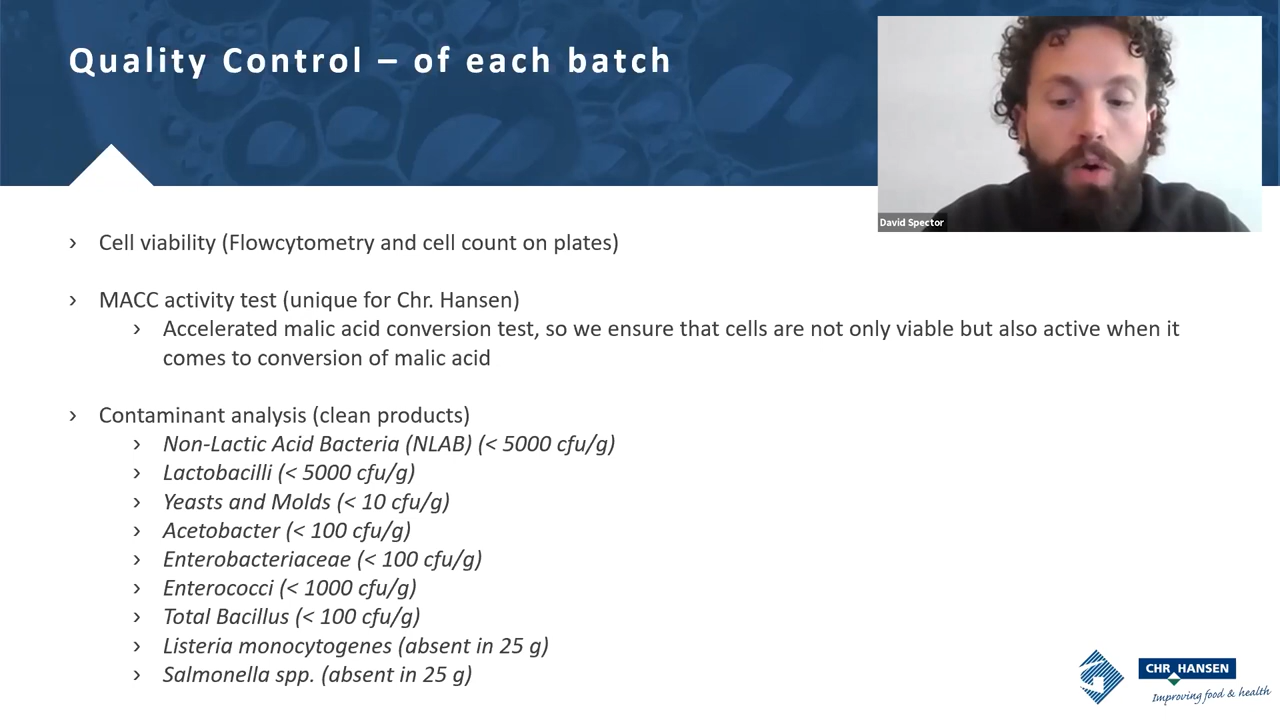 Quality Control – of each batch
David Spector
› Cell viability (Flowcytometry and cell count on plates)
› MACC activity test (unique for Chr. Hansen)
› Accelerated malic acid conversion test, so we ensure that cells are not only viable but also active when it
comes to conversion of malic acid
› Contaminant analysis (clean products)
› Non-Lactic Acid Bacteria (NLAB) (< 5000 cfu/g)
› Lactobacilli (< 5000 cfu/g)
› Yeasts and Molds (< 10 cfu/g)
› Acetobacter (< 100 cfu/g)
› Enterobacteriaceae (< 100 cfu/g)
› Enterococci (< 1000 cfu/g)
› Total Bacillus (< 100 cfu/g)
› Listeria monocytogenes (absent in 25 g)
› Salmonella spp. (absent in 25 g)
CHR HANSEN
Improving food & health